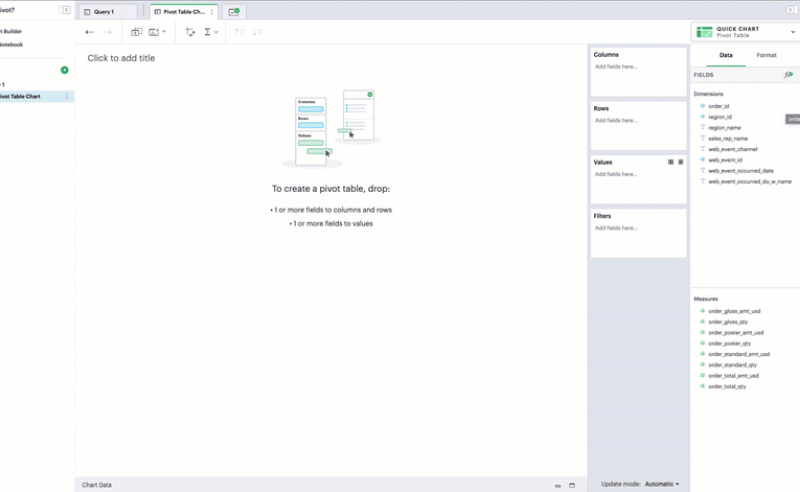 ivot?
Query 1
Pivot Table Ch...
QUICK CHART
Pivot Table
t Builder
Notebook
1
ivot Table Chart
Click to add title
Columns
Rows
Values
To create a pivot table, drop:
• 1 or more fields to columns and rows
• 1 or more fields to values
Columns
Add fields here...
Rows
Add fields here...
Values
Add fields here...
Filters
Add fields here...
Data
Format
FIELDS
Dimensions
order_id
region_id
region_name
sales_rep_name
web_event_channel
web_event_id
web_event_occurred_date
web_event_occurred_do_w_name
Measures
order_gloss_amt_usd
order_gloss_qty
order_poster_amt_usd
order_poster_qty
order_standard_amt_usd
order_standard_qty
order_total_amt_usd
order_total_qty
Chart Data
Update mode: Automatic